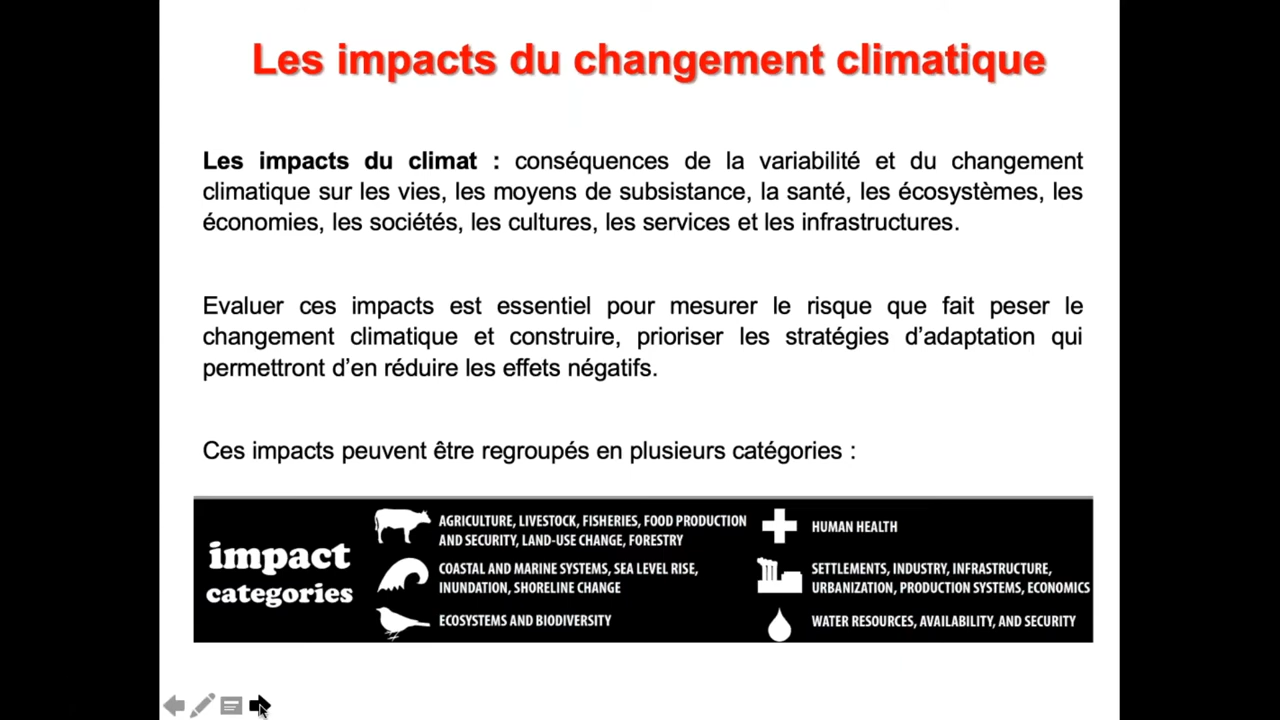 Les impacts du changement climatique
Les impacts du climat : conséquences de la variabilité et du changement
climatique sur les vies, les moyens de subsistance, la santé, les écosystèmes, les
économies, les sociétés, les cultures, les services et les infrastructures.
Evaluer ces impacts est essentiel pour mesurer le risque que fait peser le
changement climatique et construire, prioriser les stratégies d’adaptation qui
permettront d’en réduire les effets négatifs.
Ces impacts peuvent être regroupés en plusieurs catégories :
impact
categories
AGRICULTURE, LIVESTOCK, FISHERIES, FOOD PRODUCTION
AND SECURITY, LAND-USE CHANGE, FORESTRY
COASTAL AND MARINE SYSTEMS, SEA LEVEL RISE,
INUNDATION, SHORELINE CHANGE
ECOSYSTEMS AND BIODIVERSITY
HUMAN HEALTH
SETTLEMENTS, INDUSTRY, INFRASTRUCTURE,
URBANIZATION, PRODUCTION SYSTEMS, ECONOMICS
WATER RESOURCES, AVAILABILITY, AND SECURITY